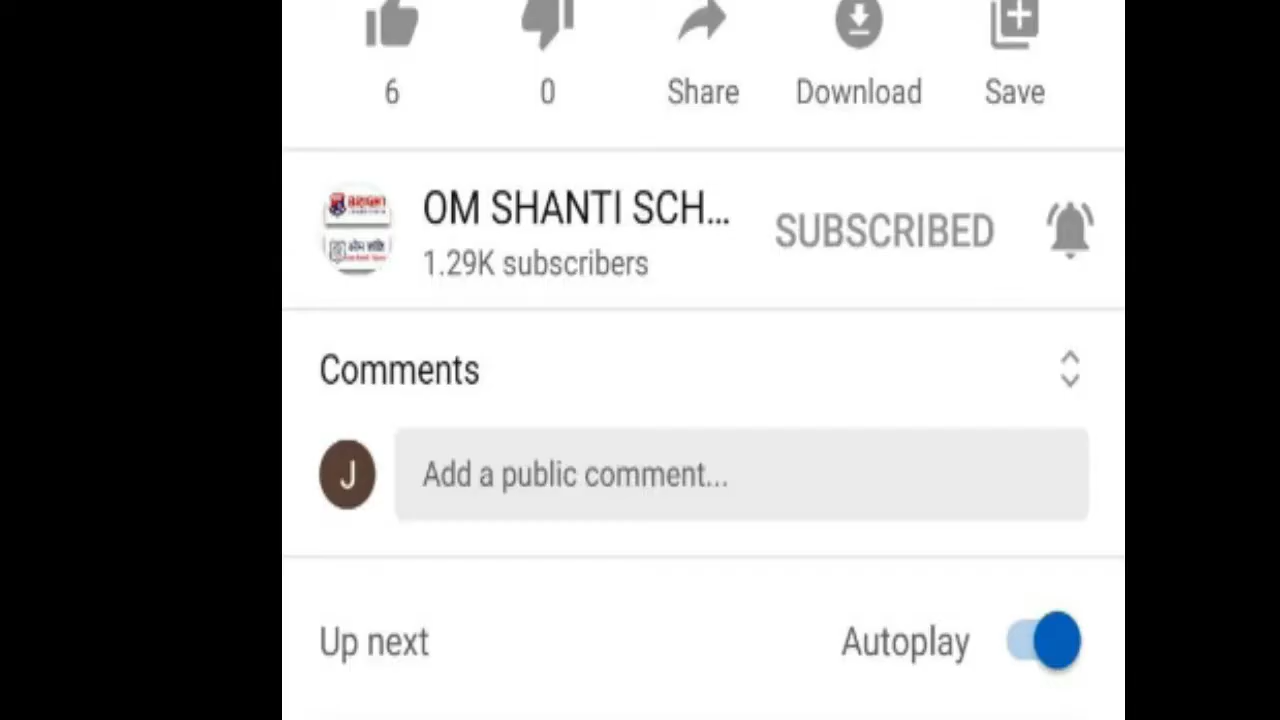 6 0 Share Download Save
OM SHANTI SCH...
1.29K subscribers
SUBSCRIBED
Comments
J
Add a public comment...
Up next Autoplay